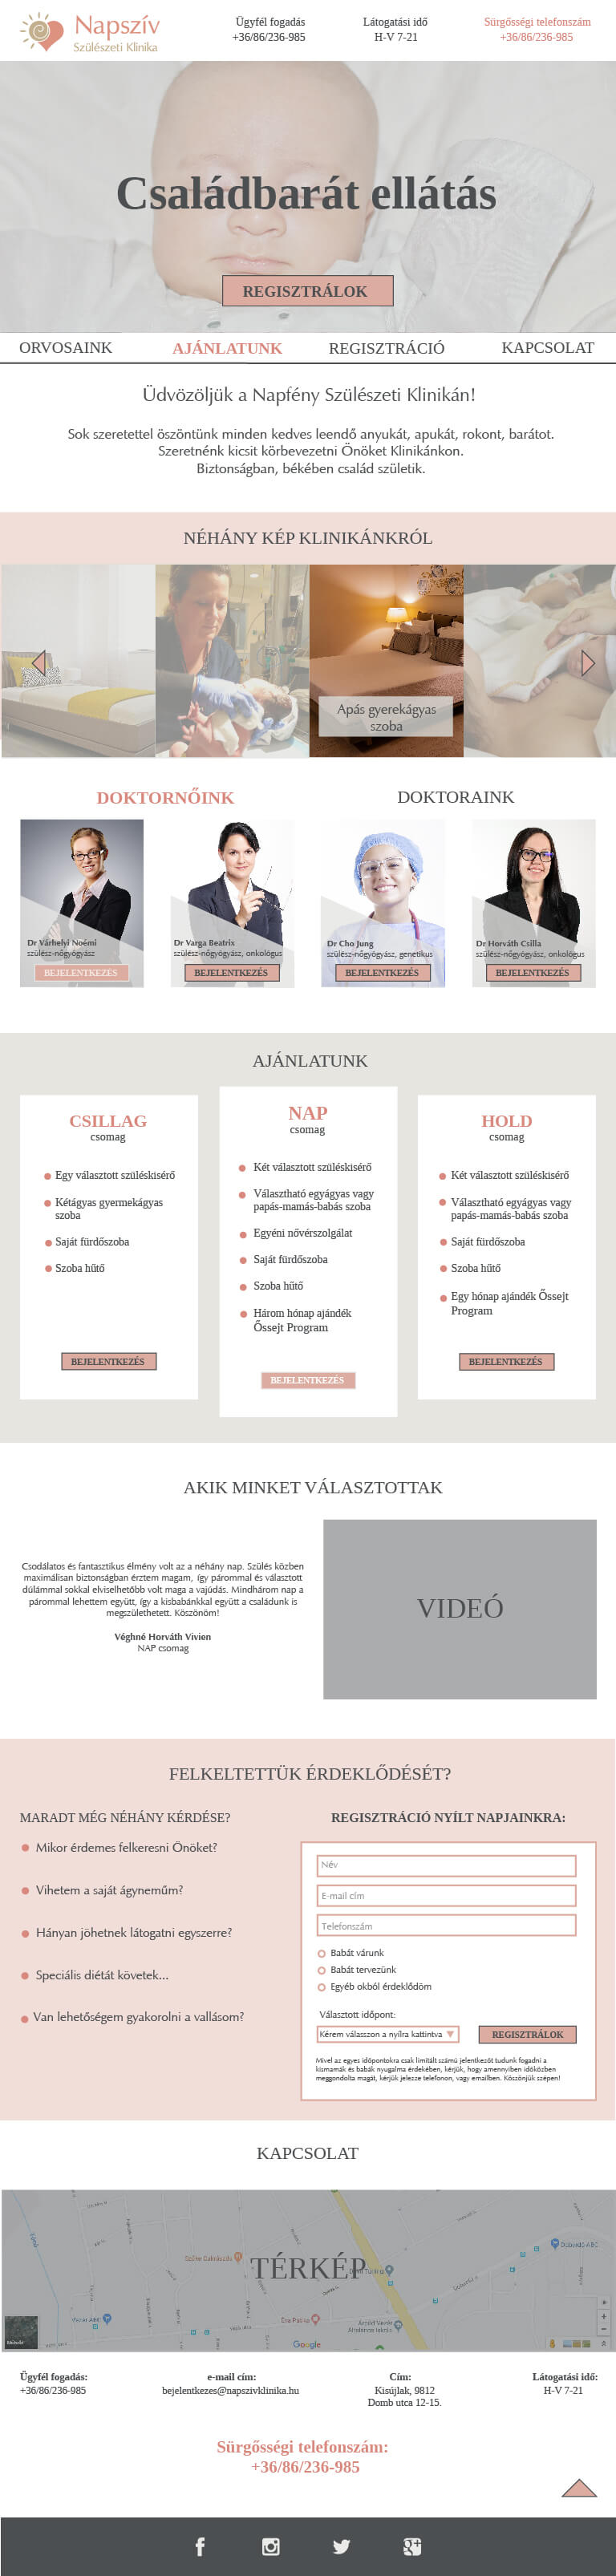 Napszív
Szülészeti Klinika
Ügyfél fogadás
+36/86/236-985
Látogatási idő
H-V 7-21
Sürgősségi telefonszám
+36/86/236-985
Családbarát ellátás
REGISZTRÁLOK
ORVOSAINK
AJÁNLATUNK
REGISZTRÁCIÓ
KAPCSOLAT
Üdvözöljük a Napfény Szülészeti Klinikán!
Sok szeretettel öszöntünk minden kedves leendő anyukát, apukát, rokont, barátot.
Szeretnénk kicsit körbevezetni Önöket Klinikánkon.
Biztonságban, békében család születik.
NÉHÁNY KÉP KLINIKÁNKRÓL
Apás gyerekágyas
szoba
DOKTORNŐINK
DOKTORAINK
Dr Várhelyi Noémi
szülész-nőgyógyász
BEJELENTKEZÉS
Dr Varga Beatrix
szülész-nőgyógyász, onkológus
BEJELENTKEZÉS
Dr Cho Jung
szülész-nőgyógyász, genetikus
BEJELENTKEZÉS
Dr Horváth Csilla
szülész-nőgyógyász, onkológus
BEJELENTKEZÉS
AJÁNLATUNK
CSILLAG
csomag
Egy választott szüléskisérő
Kétágyas gyermekágyas
szoba
Saját fürdőszoba
Szoba hűtő
BEJELENTKEZÉS
NAP
csomag
Két választott szüléskisérő
Választható egyágyas vagy
papás-mamás-babás szoba
Egyéni nővérszolgálat
Saját fürdőszoba
Szoba hűtő
Három hónap ajándék
Őssejt Program
BEJELENTKEZÉS
HOLD
csomag
Két választott szüléskisérő
Választható egyágyas vagy
papás-mamás-babás szoba
Saját fürdőszoba
Szoba hűtő
Egy hónap ajándék Őssejt
Program
BEJELENTKEZÉS
AKIK MINKET VÁLASZTOTTAK
Csodálatos és fantasztikus élmény volt az a néhány nap. Szülés közben
maximálisan biztonságban érztem magam, így párommal és választott
dúlámmal sokkal elviselhetőbb volt maga a vajúdás. Mindhárom nap a
párommal lehettem együtt, így a kisbabánkkal együtt a családunk is
megszülethetett. Köszönöm!
Véghné Horváth Vivien
NAP csomag
VIDEÓ
FELKELTETTÜK ÉRDEKLŐDÉSÉT?
MARADT MÉG NÉHÁNY KÉRDÉSE?
Mikor érdemes felkeresni Önöket?
Vihetem a saját ágyneműm?
Hányan jöhetnek látogatni egyszerre?
Speciális diétát követek...
Van lehetőségem gyakorolni a vallásom?
REGISZTRÁCIÓ NYÍLT NAPJAINKRA:
Név
E-mail cím
Telefonszám
Babát várunk
Babát tervezünk
Egyéb okból érdeklődöm
Választott időpont:
Kérem válasszon a nyílra kattintva
REGISZTRÁLOK
Mivel az egyes időpontokra csak limitált számú jelentkezőt tudunk fogadni a
kismamák és babák nyugalma érdekében, kérjük, hogy amennyiben időközben
meggondolta magát, kérjük jelezze telefonon, vagy emailben. Köszönjük szépen!
KAPCSOLAT
TÉRKÉP
Google
Ügyfél fogadás:
+36/86/236-985
e-mail cím:
bejelentkezes@napszivklinika.hu
Cím:
Kisújlak, 9812
Domb utca 12-15.
Látogatási idő:
H-V 7-21
Sürgősségi telefonszám:
+36/86/236-985